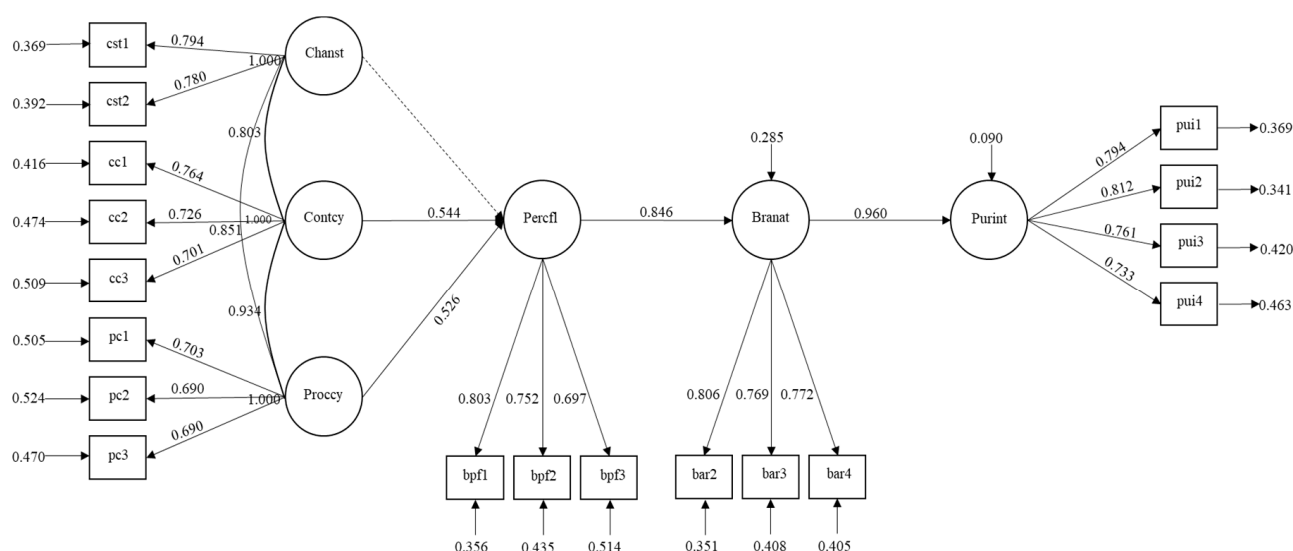 0.369
cst1
0.794
1.000
Chanst
0.392
cst2
0.780
0.803
0.416
cc1
0.764
0.474
cc2
0.726
1.000
0.851
Contcy
0.509
cc3
0.701
0.934
0.505
pc1
0.703
0.524
pc2
0.690
1.000
Proccy
0.470
pc3
0.690
0.544
0.526
Percfl
0.846
0.285
Branat
0.960
0.090
Purint
0.794
pui1
0.369
0.812
pui2
0.341
0.761
pui3
0.420
0.733
pui4
0.463
0.803
0.752
0.697
bpf1
bpf2
bpf3
0.356
0.435
0.514
0.806
0.769
0.772
bar2
bar3
bar4
0.351
0.408
0.405